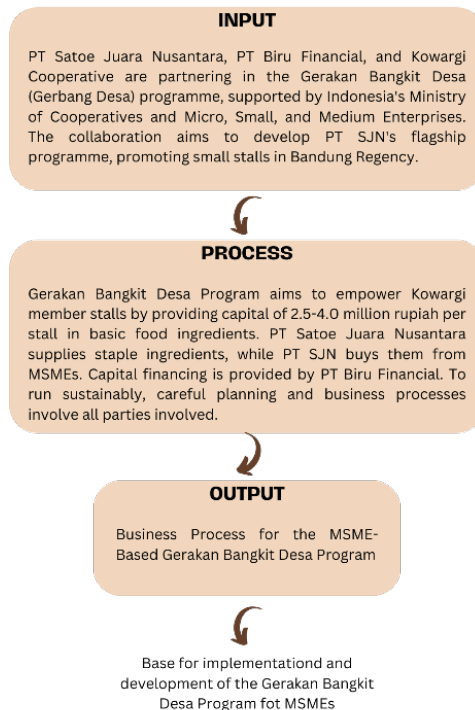 INPUT
PT Satoe Juara Nusantara, PT Biru Financial, and Kowargi
Cooperative are partnering in the Gerakan Bangkit Desa
(Gerbang Desa) programme, supported by Indonesia's Ministry
of Cooperatives and Micro, Small, and Medium Enterprises.
The collaboration aims to develop PT SJN's flagship
programme, promoting small stalls in Bandung Regency.
PROCESS
Gerakan Bangkit Desa Program aims to empower Kowargi
member stalls by providing capital of 2.5-4.0 million rupiah per
stall in basic food ingredients. PT Satoe Juara Nusantara
supplies staple ingredients, while PT SJN buys them from
MSMEs. Capital financing is provided by PT Biru Financial. To
run sustainably, careful planning and business processes
involve all parties involved.
OUTPUT
Business Process for the MSME-
Based Gerakan Bangkit Desa Program
Base for implementationd and
development of the Gerakan Bangkit
Desa Program fot MSMEs